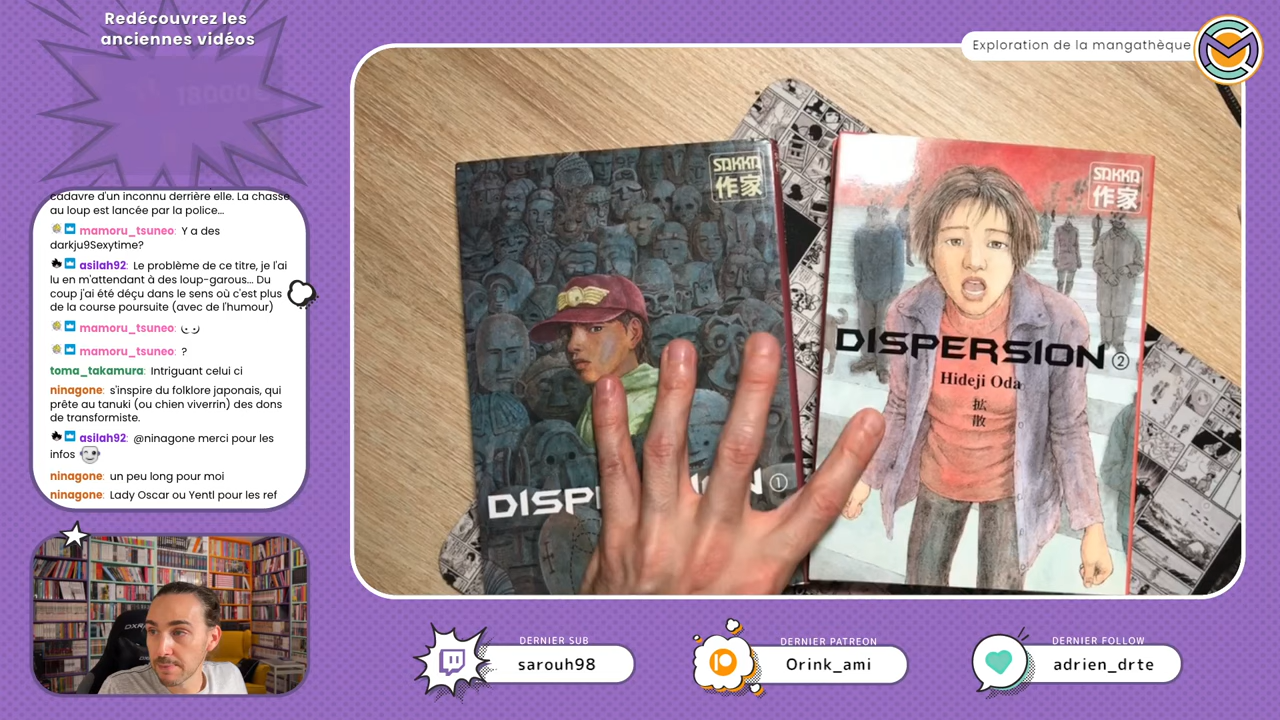 Redécouvrez les
anciennes vidéos
Exploration de la mangathèque
cadavre d'un inconnu derrière elle. La chasse
au loup est lancée par la police...
mamoru_tsuneo: Y a des
darkju9Sexytime?
asilah92: Le problème de ce titre, je l'ai
lu en m'attendant à des loup-garous... Du
coup j'ai été déçu dans le sens où c'est plus
de la course poursuite (avec de l'humour)
mamoru_tsuneo:
mamoru_tsuneo: ?
toma_takamura: Intriguant celui ci
ninagone: s'inspire du folklore japonais, qui
prête au tanuki (ou chien viverrin) des dons
de transformiste.
asilah92: @ninagone merci pour les
infos
ninagone: un peu long pour moi
ninagone: Lady Oscar ou Yentl pour les ref
SAKKA
作家
DISPERSION ①
SAKKA
作家
DISPERSION ②
Hideji Oda
拡
散
DXRA
DERNIER SUB
sarouh98
DERNIER PATREON
Orink_ami
DERNIER FOLLOW
adrien_drte